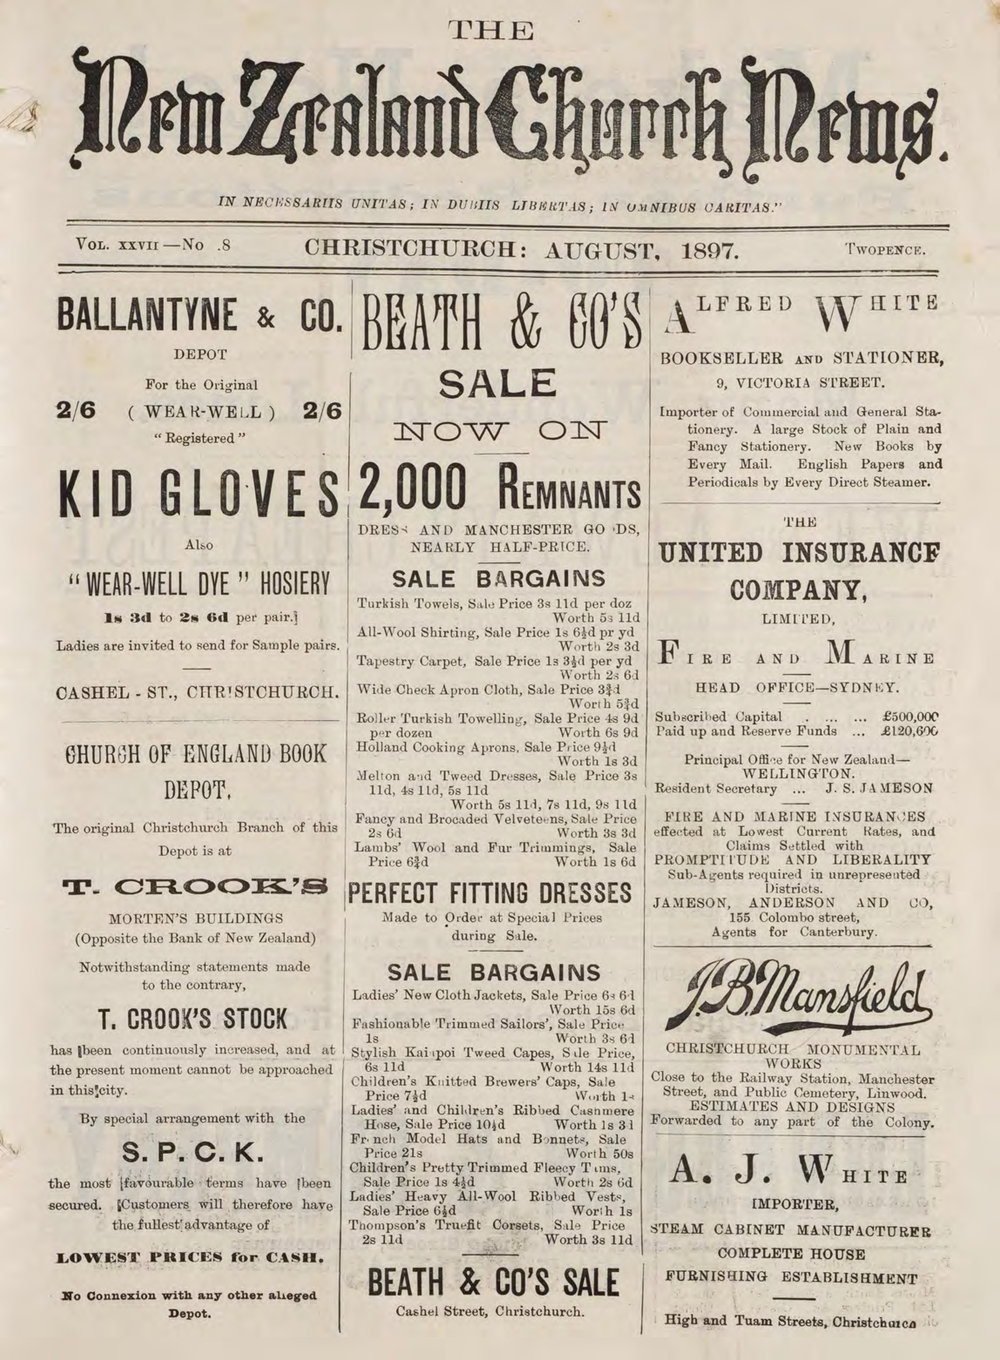 THE
New Zealand Church News.
IN NECESSARIIS UNITAS; IN DUBIIS LIBERTAS; IN OMNIBUS CARITAS."
VOL. XXVII—No .8
CHRISTCHURCH: AUGUST, 1897.
TWOPENCE.
BALLANTYNE & CO.
DEPOT
For the Original
2/6 ( WEAR-WELL ) 2/6
" Registered "
KID GLOVES
Also
" WEAR-WELL DYE " HOSIERY
1s 3d to 2s 6d per pair.]
Ladies are invited to send for Sample pairs.
CASHEL - ST., CHRISTCHURCH.
CHURCH OF ENGLAND BOOK
DEPOT.
The original Christchurch Branch of this
Depot is at
T. CROOK'S
MORTEN'S BUILDINGS
(Opposite the Bank of New Zealand)
Notwithstanding statements made
to the contrary,
T. CROOK'S STOCK
has been continuously increased, and at
the present moment cannot be approached
in this city.
By special arrangement with the
S. P. C. K.
the most favourable terms have been
secured. Customers will therefore have
the fullest advantage of
LOWEST PRICES for CASH.
No Connexion with any other alleged
Depot.
BEATH & CO'S
SALE
NOW ON
2,000 REMNANTS
DRESS AND MANCHESTER GOODS,
NEARLY HALF-PRICE.
SALE BARGAINS
Turkish Towels, Sale Price 3s 11d per doz
Worth 5s 11d
All-Wool Shirting, Sale Price 1s 6½d pr yd
Worth 2s 3d
Tapestry Carpet, Sale Price 1s 3½d per yd
Worth 2s 6d
Wide Check Apron Cloth, Sale Price 3¾d
Worth 5¾d
Roller Turkish Towelling, Sale Price 4s 9d
per dozen Worth 6s 9d
Holland Cooking Aprons, Sale Price 9½d
Worth 1s 3d
Melton and Tweed Dresses, Sale Price 3s
11d, 4s 11d, 5s 11d
Worth 5s 11d, 7s 11d, 9s 11d
Fancy and Brocaded Velveteens, Sale Price
2s 6d Worth 3s 3d
Lambs' Wool and Fur Trimmings, Sale
Price 6¾d Worth 1s 6d
PERFECT FITTING DRESSES
Made to Order at Special Prices
during Sale.
SALE BARGAINS
Ladies' New Cloth Jackets, Sale Price 6s 6d
Worth 15s 6d
Fashionable Trimmed Sailors', Sale Price
1s Worth 3s 6d
Stylish Kaiapoi Tweed Capes, Sale Price,
6s 11d Worth 14s 11d
Children's Knitted Brewers' Caps, Sale
Price 7½d Worth 1s
Ladies' and Children's Ribbed Cashmere
Hose, Sale Price 10½d Worth 1s 3d
French Model Hats and Bonnets, Sale
Price 21s Worth 50s
Children's Pretty Trimmed Fleecy Tams,
Sale Price 1s 4½d Worth 2s 6d
Ladies' Heavy All-Wool Ribbed Vests,
Sale Price 6½d Worth 1s
Thompson's Truefit Corsets, Sale Price
2s 11d Worth 3s 11d
BEATH & CO'S SALE
Cashel Street, Christchurch.
ALFRED WHITE
BOOKSELLER AND STATIONER,
9, VICTORIA STREET.
Importer of Commercial and General Sta-
tionery. A large Stock of Plain and
Fancy Stationery. New Books by
Every Mail. English Papers and
Periodicals by Every Direct Steamer.
THE
UNITED INSURANCE
COMPANY,
LIMITED,
FIRE AND MARINE
HEAD OFFICE—SYDNEY.
Subscribed Capital . ... ... £500,000
Paid up and Reserve Funds ... £120,600
Principal Office for New Zealand—
WELLINGTON.
Resident Secretary ... J. S. JAMESON
FIRE AND MARINE INSURANCES
effected at Lowest Current Rates, and
Claims Settled with
PROMPTITUDE AND LIBERALITY
Sub-Agents required in unrepresented
Districts.
JAMESON, ANDERSON AND CO,
155 Colombo street,
Agents for Canterbury.
J.B. Mansfield
CHRISTCHURCH MONUMENTAL
WORKS
Close to the Railway Station, Manchester
Street, and Public Cemetery, Linwood.
ESTIMATES AND DESIGNS
Forwarded to any part of the Colony.
A. J. WHITE
IMPORTER,
STEAM CABINET MANUFACTURER
COMPLETE HOUSE
FURNISHING ESTABLISHMENT
High and Tuam Streets, Christchurch